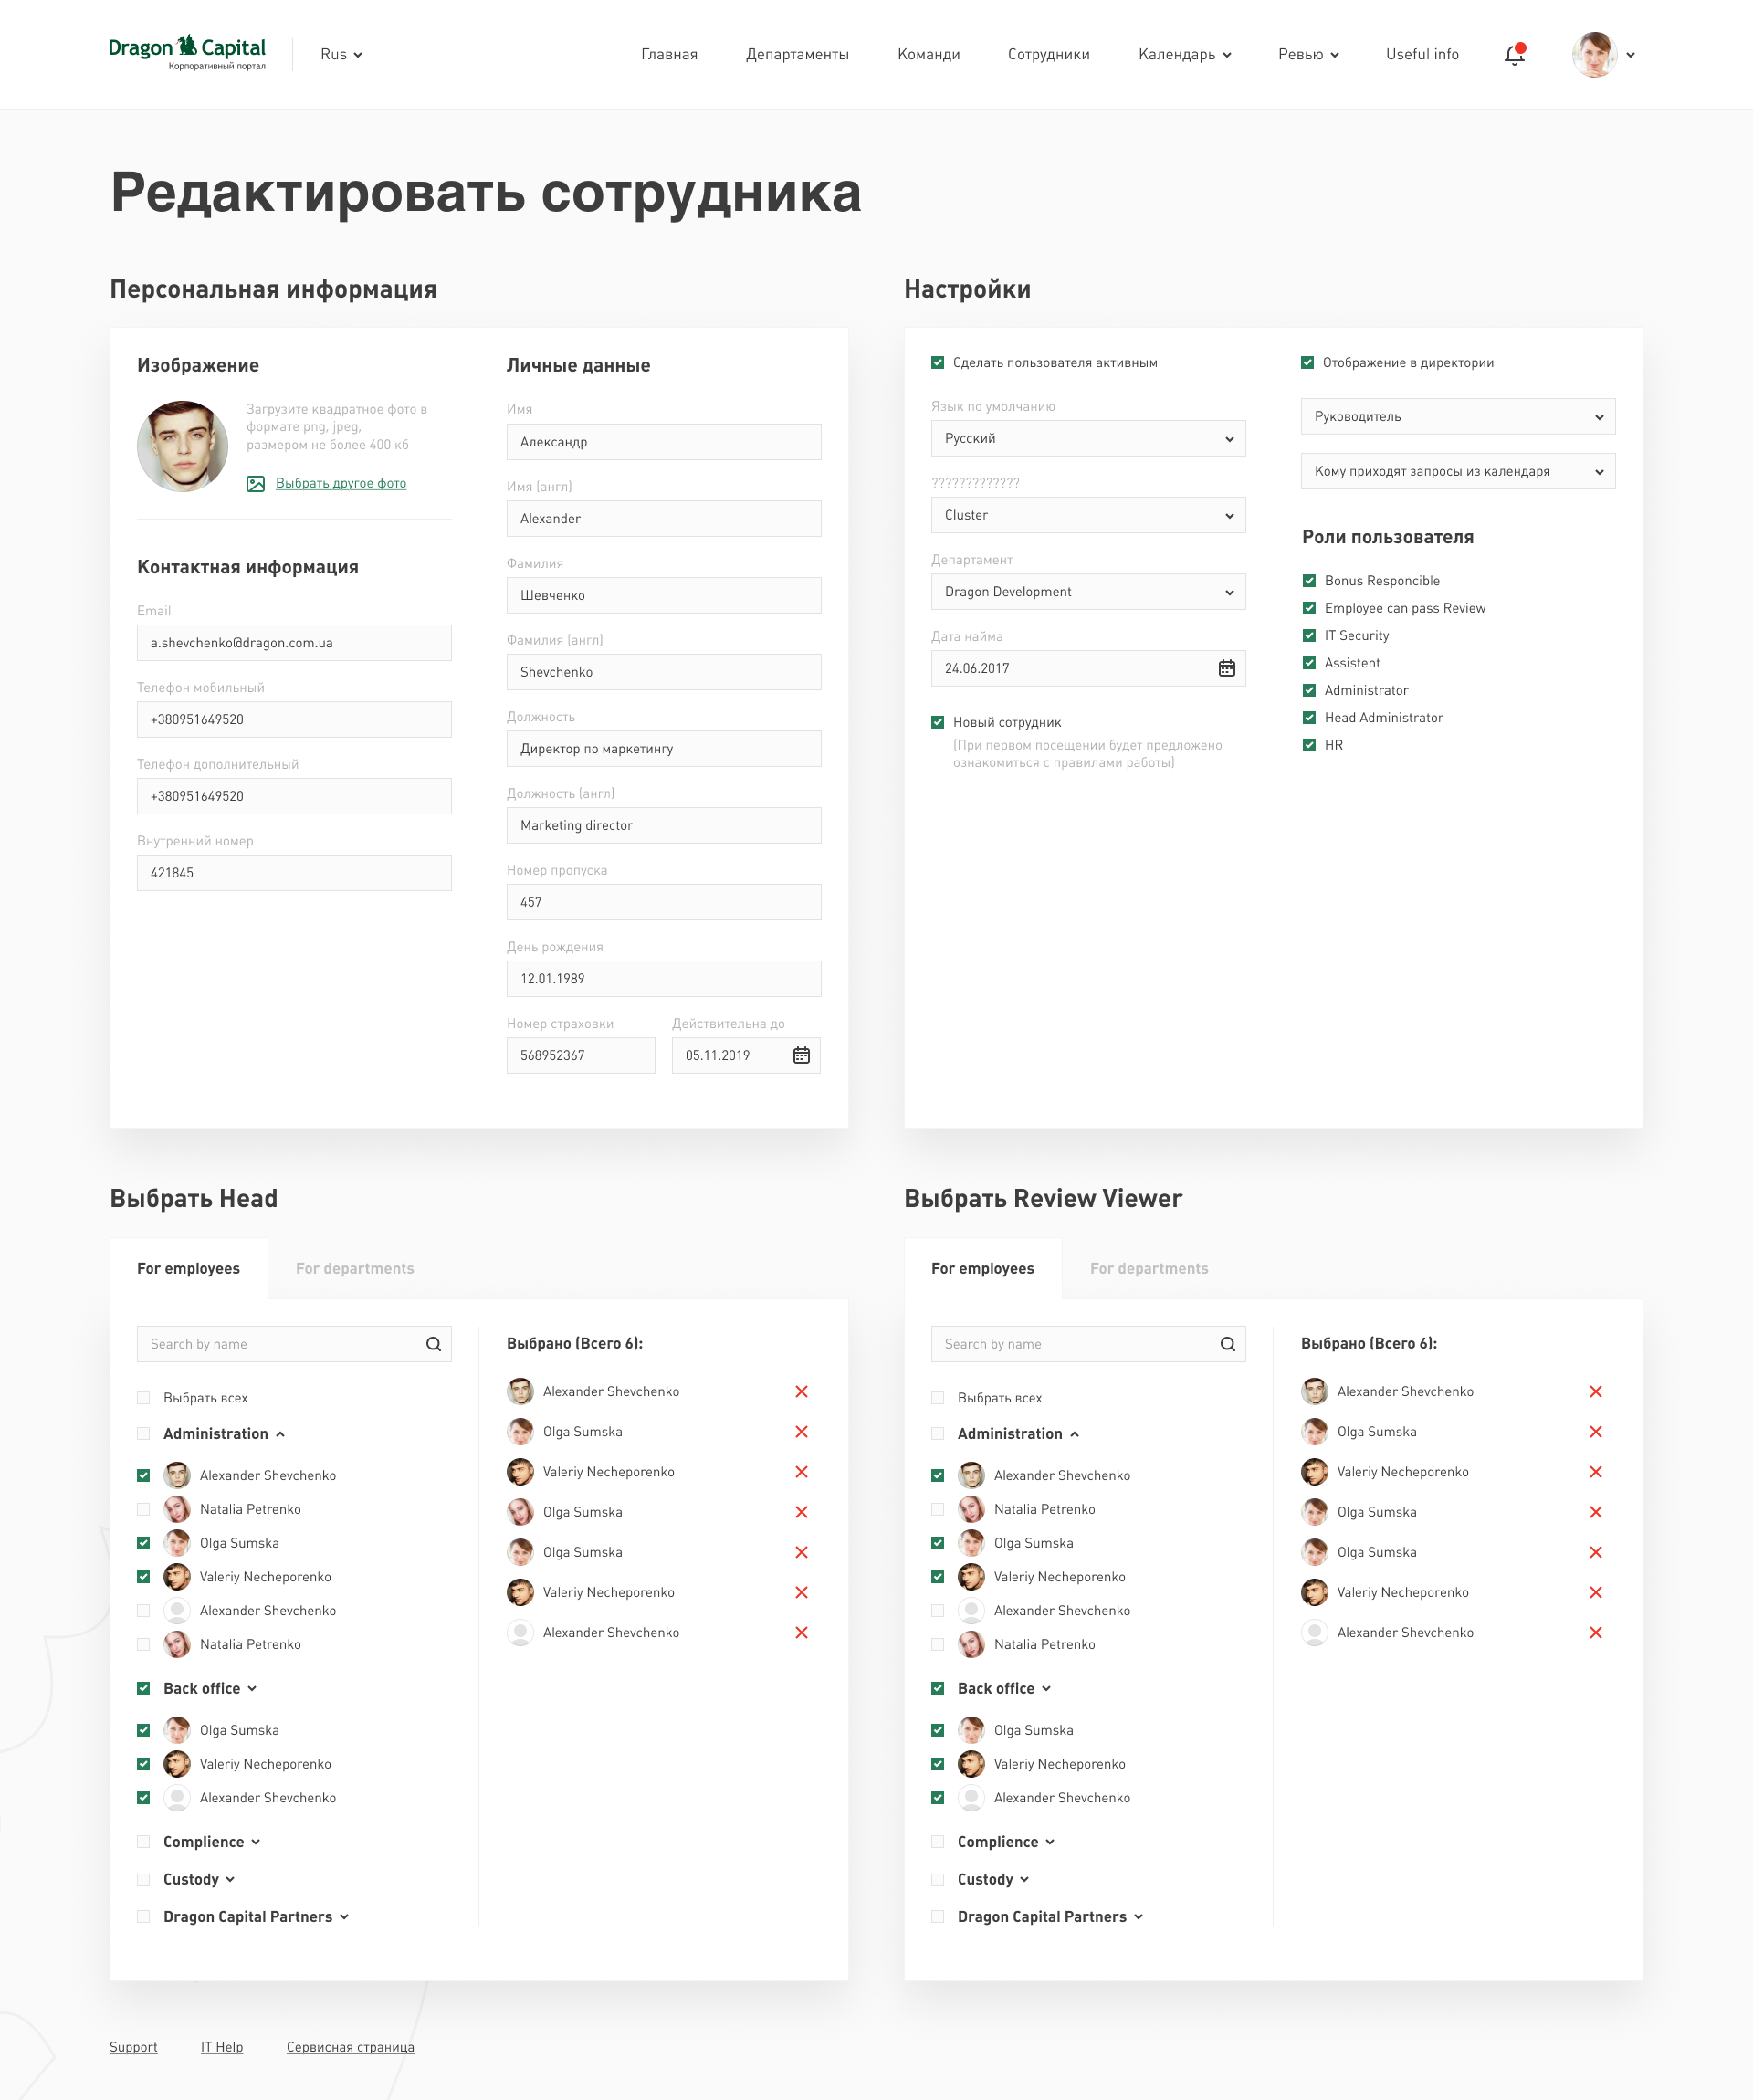 Dragon Capital
Корпоративный портал
Rus
Главная
Департаменты
Команди
Сотрудники
Календарь
Ревью
Useful info
Редактировать сотрудника
Персональная информация
Изображение
Загрузите квадратное фото в
формате png, jpeg,
размером не более 400 кб
Выбрать другое фото
Контактная информация
Email
a.shevchenko@dragon.com.ua
Телефон мобильный
+380951649520
Телефон дополнительный
+380951649520
Внутренний номер
421845
Личные данные
Имя
Александр
Имя (англ)
Alexander
Фамилия
Шевченко
Фамилия (англ)
Shevchenko
Должность
Директор по маркетингу
Должность (англ)
Marketing director
Номер пропуска
457
День рождения
12.01.1989
Номер страховки
568952367
Действительна до
05.11.2019
Настройки
Сделать пользователя активным
Язык по умолчанию
Русский
?????????????
Cluster
Департамент
Dragon Development
Дата найма
24.06.2017
Новый сотрудник
(При первом посещении будет предложено
ознакомиться с правилами работы)
Отображение в директории
Руководитель
Кому приходят запросы из календаря
Роли пользователя
Bonus Responcible
Employee can pass Review
IT Security
Assistent
Administrator
Head Administrator
HR
Выбрать Head
For employees
For departments
Search by name
Выбрать всех
Administration
Alexander Shevchenko
Natalia Petrenko
Olga Sumska
Valeriy Necheporenko
Alexander Shevchenko
Natalia Petrenko
Back office
Olga Sumska
Valeriy Necheporenko
Alexander Shevchenko
Complience
Custody
Dragon Capital Partners
Выбрано (Всего 6):
Alexander Shevchenko
Olga Sumska
Valeriy Necheporenko
Olga Sumska
Olga Sumska
Valeriy Necheporenko
Alexander Shevchenko
Выбрать Review Viewer
For employees
For departments
Search by name
Выбрать всех
Administration
Alexander Shevchenko
Natalia Petrenko
Olga Sumska
Valeriy Necheporenko
Alexander Shevchenko
Natalia Petrenko
Back office
Olga Sumska
Valeriy Necheporenko
Alexander Shevchenko
Complience
Custody
Dragon Capital Partners
Выбрано (Всего 6):
Alexander Shevchenko
Olga Sumska
Valeriy Necheporenko
Olga Sumska
Olga Sumska
Valeriy Necheporenko
Alexander Shevchenko
Support
IT Help
Сервисная страница